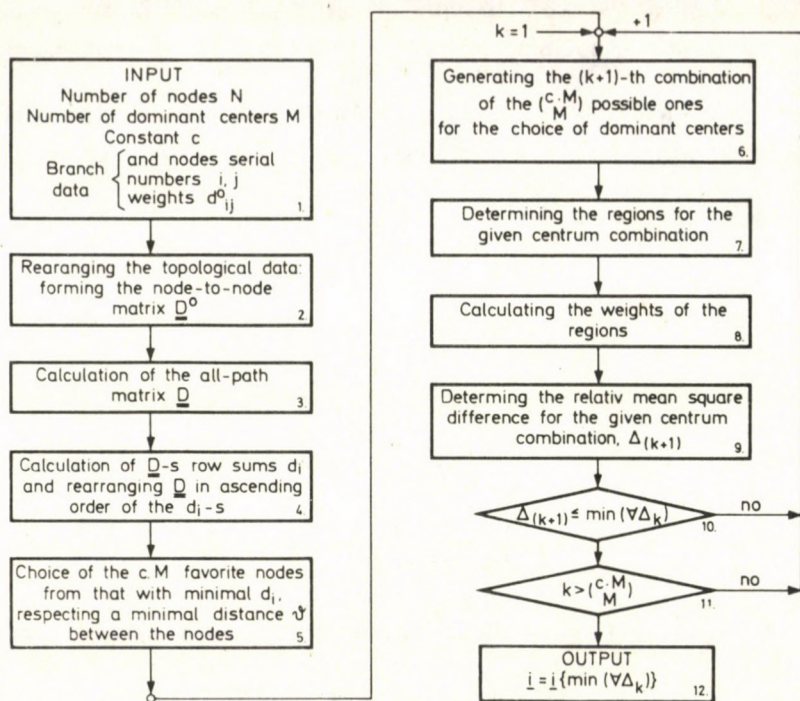 INPUT
Number of nodes N
Number of dominant centers M
Constant c
Branch data { and nodes serial
numbers i, j
weights d⁰ij
1.
Rearanging the topological data:
forming the node-to-node
matrix D⁰
2.
Calculation of the all-path
matrix D
3.
Calculation of D-s row sums di
and rearranging D in ascending
order of the di-s
4.
Choice of the c.M favorite nodes
from that with minimal di,
respecting a minimal distance ϑ
between the nodes
5.
k=1
+1
Generating the (k+1)-th combination
of the (c·M M) possible ones
for the choice of dominant centers
6.
Determining the regions for the
given centrum combination
7.
Calculating the weights of the
regions
8.
Determing the relativ mean square
difference for the given centrum
combination, Δ(k+1)
9.
Δ(k+1) ≤ min (∀Δk)
10.
no
k > (c·M M)
11.
no
OUTPUT
i = i{min (∀Δk)}
12.